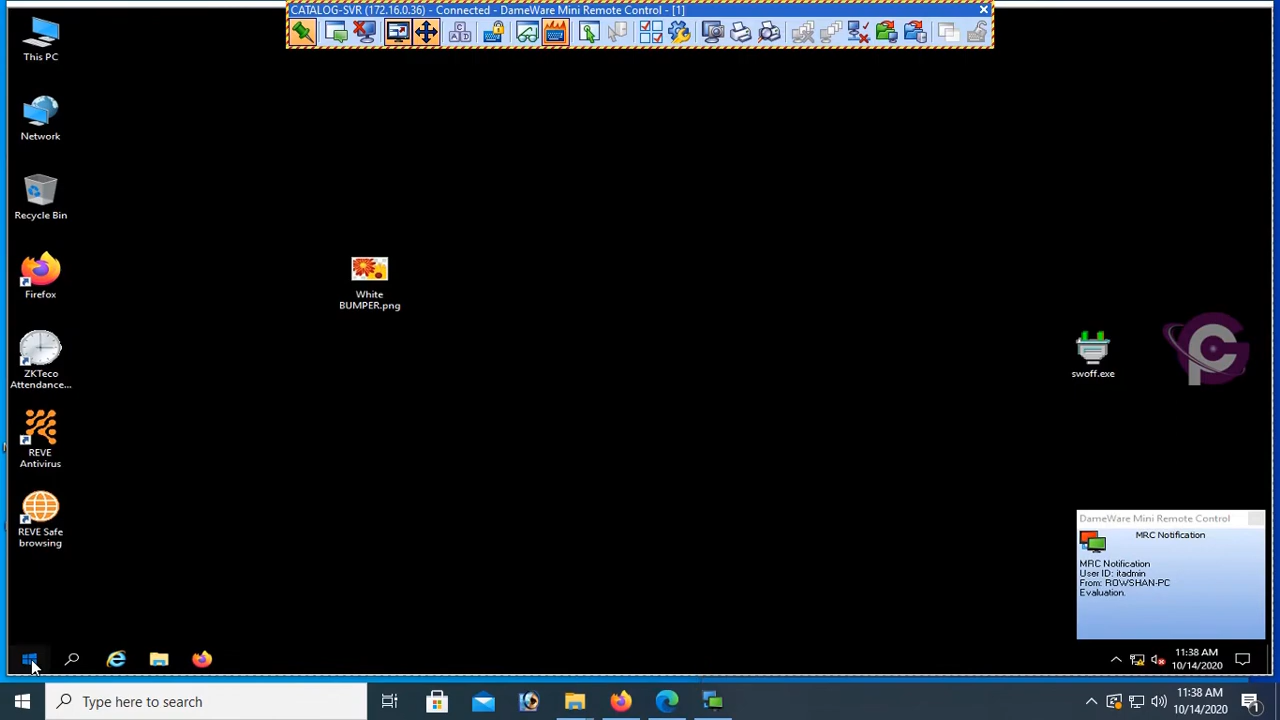 CATALOG-SVR (172.16.0.36) - Connected - DameWare Mini Remote Control - [1]
This PC
Network
Recycle Bin
Firefox
ZKTeco
Attendance...
REVE
Antivirus
REVE Safe
browsing
White
BUMPER.png
swoff.exe
DameWare Mini Remote Control
MRC Notification
MRC Notification
User ID: itadmin
From: ROWSHAN-PC
Evaluation.
11:38 AM
10/14/2020
Type here to search
11:38 AM
10/14/2020
1